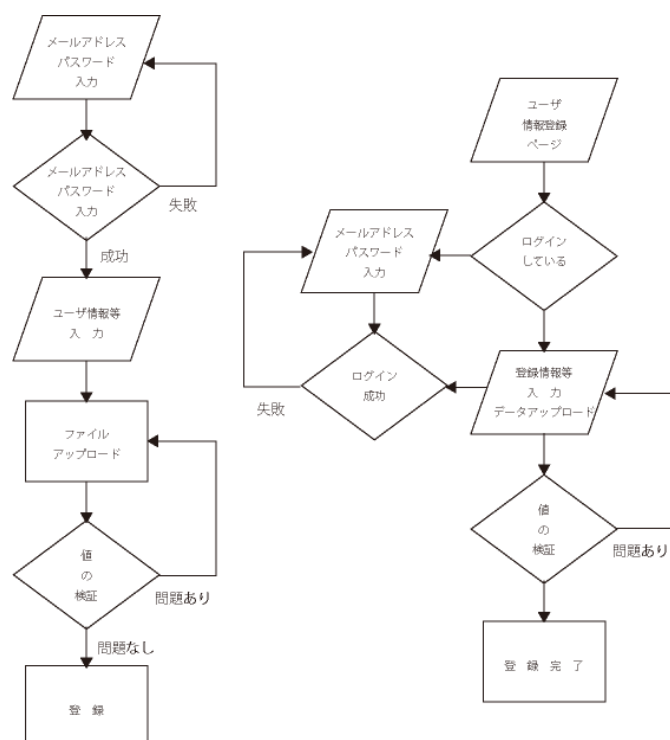 メールアドレス
パスワード
入力
メールアドレス
パスワード
入力
失敗
成功
ユーザ情報等
入　力
ファイル
アップロード
値
の
検証
問題あり
問題なし
登　録
ユーザ
情報登録
ページ
ログイン
している
メールアドレス
パスワード
入力
ログイン
成功
失敗
登録情報等
入　力
データアップロード
値
の
検証
問題あり
登　録　完　了